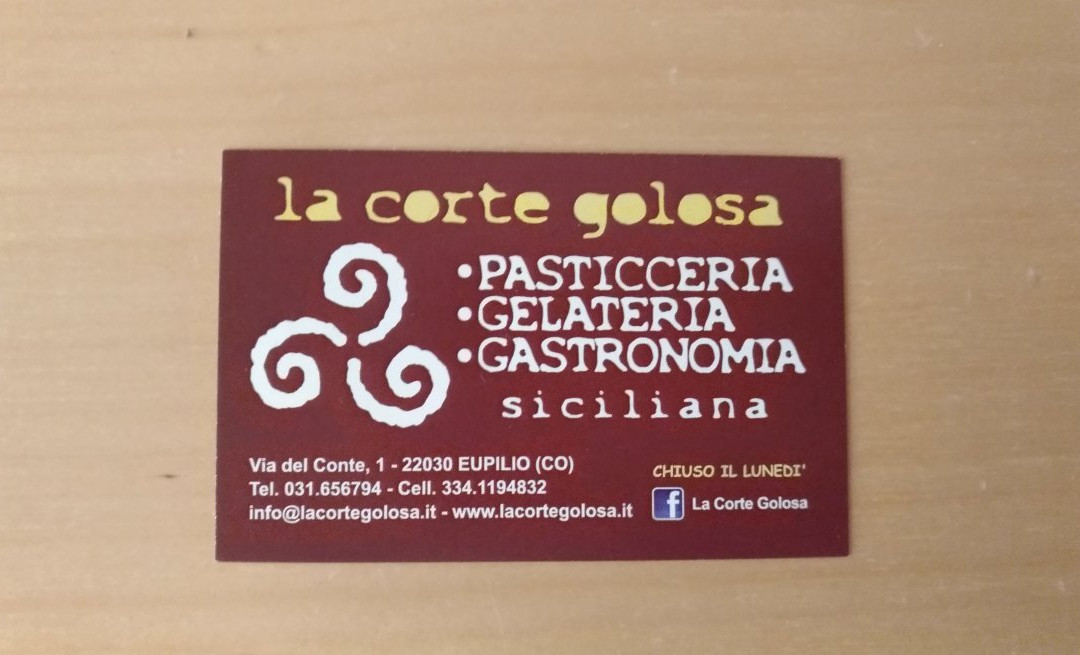 la corte golosa
•PASTICCERIA
•GELATERIA
•GASTRONOMIA
siciliana
Via del Conte, 1 - 22030 EUPILIO (CO)
Tel. 031.656794 - Cell. 334.1194832
info@lacortegolosa.it - www.lacortegolosa.it
CHIUSO IL LUNEDI'
f La Corte Golosa